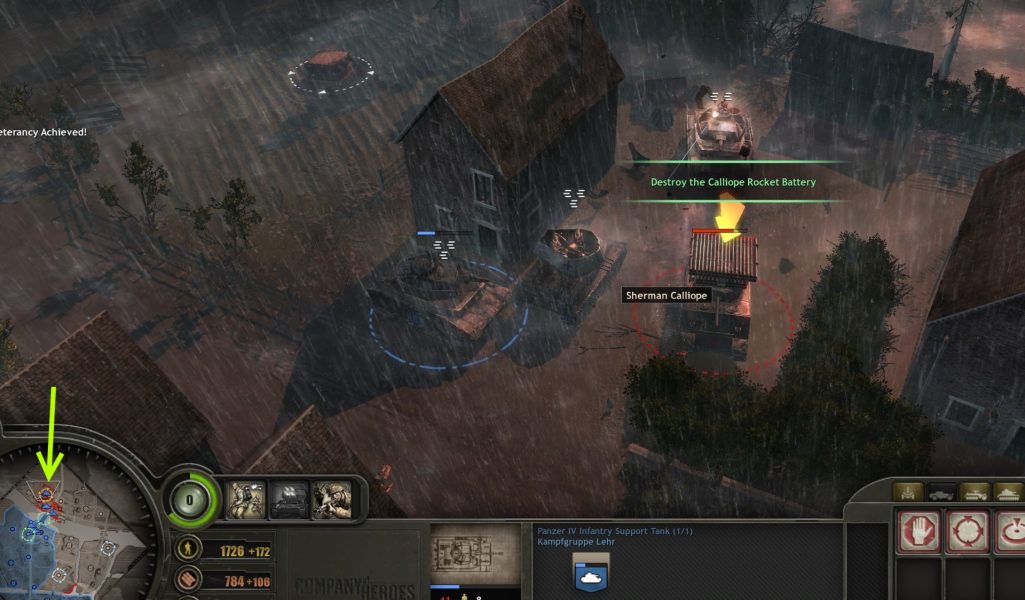 eterancy Achieved!
Destroy the Calliope Rocket Battery
Sherman Calliope
0
1726 +172
784 +106
COMPANY of HEROES
Panzer IV Infantry Support Tank (1/1)
Kampfgruppe Lehr